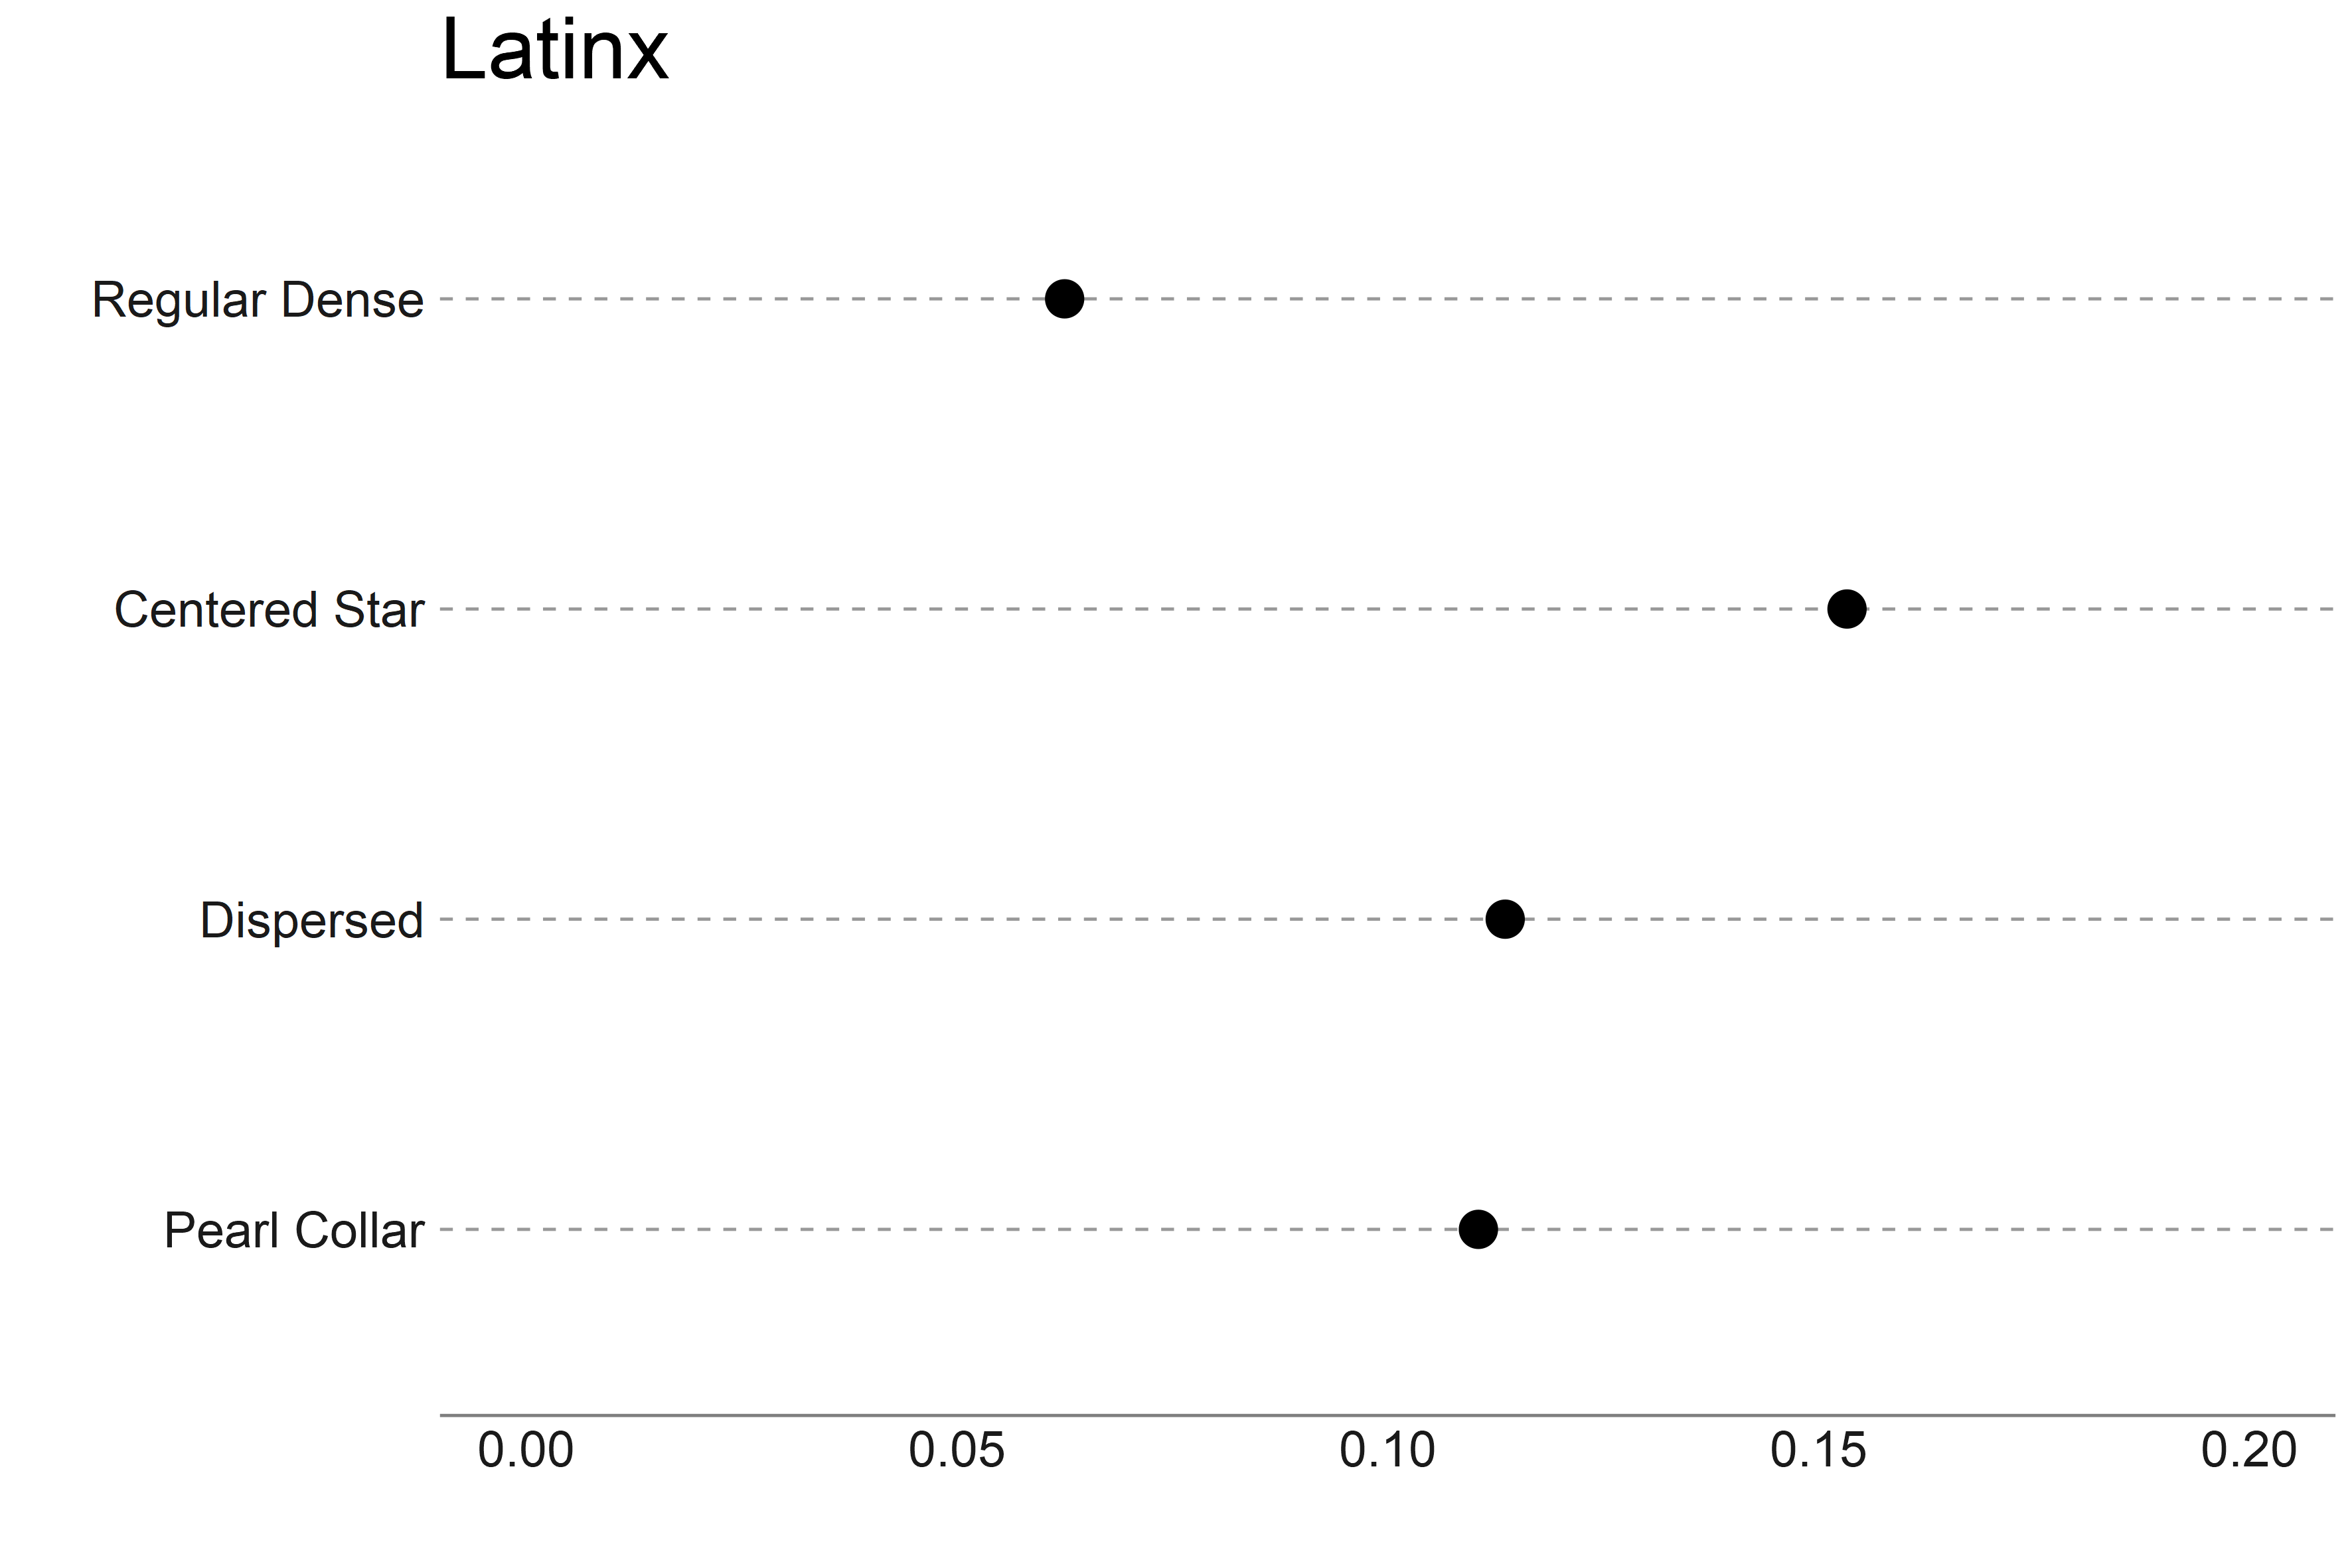 Latinx
Regular Dense
Centered Star
Dispersed
Pearl Collar
0.00 0.05 0.10 0.15 0.20